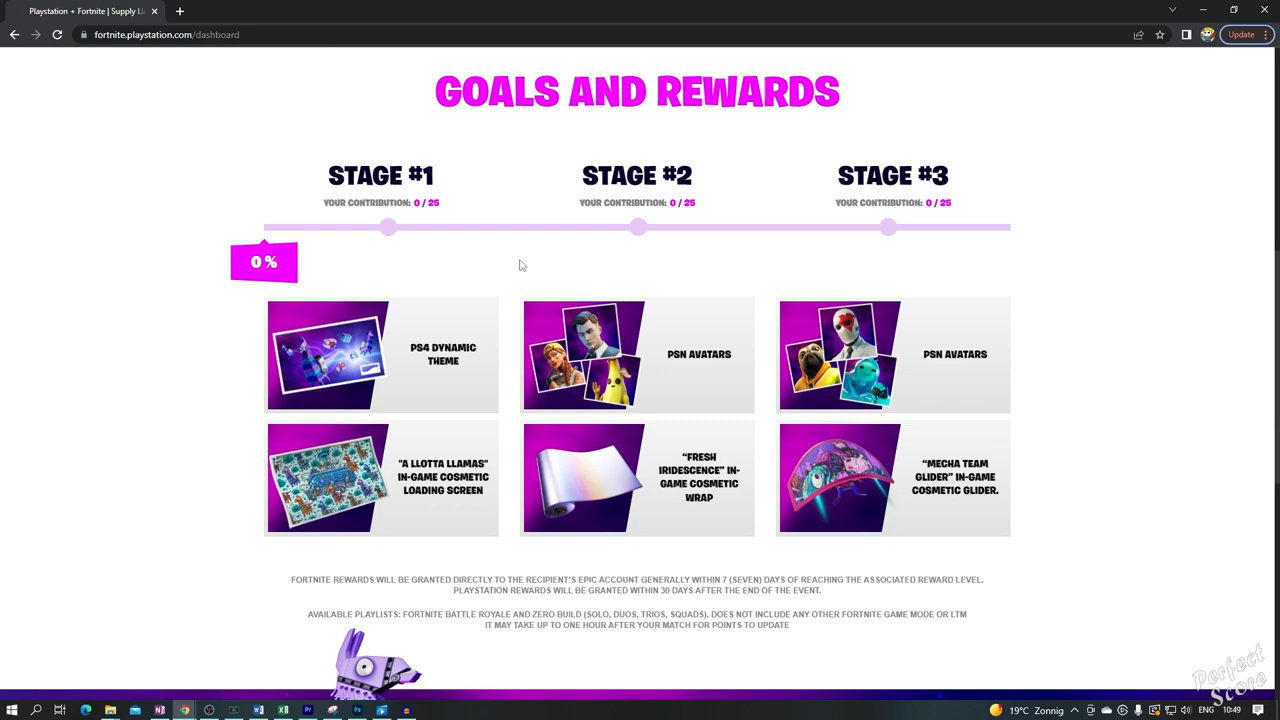 Playstation + Fortnite | Supply Ll
fortnite.playstation.com/dashboard
Update
GOALS AND REWARDS
STAGE #1
YOUR CONTRIBUTION: 0 / 25
STAGE #2
YOUR CONTRIBUTION: 0 / 25
STAGE #3
YOUR CONTRIBUTION: 0 / 25
0 %
PS4 DYNAMIC
THEME
PSN AVATARS
PSN AVATARS
"A LLOTTA LLAMAS"
IN-GAME COSMETIC
LOADING SCREEN
"FRESH
IRIDESCENCE" IN-
GAME COSMETIC
WRAP
"MECHA TEAM
GLIDER" IN-GAME
COSMETIC GLIDER.
FORTNITE REWARDS WILL BE GRANTED DIRECTLY TO THE RECIPIENT'S EPIC ACCOUNT GENERALLY WITHIN 7 (SEVEN) DAYS OF REACHING THE ASSOCIATED REWARD LEVEL.
PLAYSTATION REWARDS WILL BE GRANTED WITHIN 30 DAYS AFTER THE END OF THE EVENT.
AVAILABLE PLAYLISTS: FORTNITE BATTLE ROYALE AND ZERO BUILD (SOLO, DUOS, TRIOS, SQUADS). DOES NOT INCLUDE ANY OTHER FORTNITE GAME MODE OR LTM
IT MAY TAKE UP TO ONE HOUR AFTER YOUR MATCH FOR POINTS TO UPDATE
Perfect
Score
19°C Zonnig
ENG
10:49